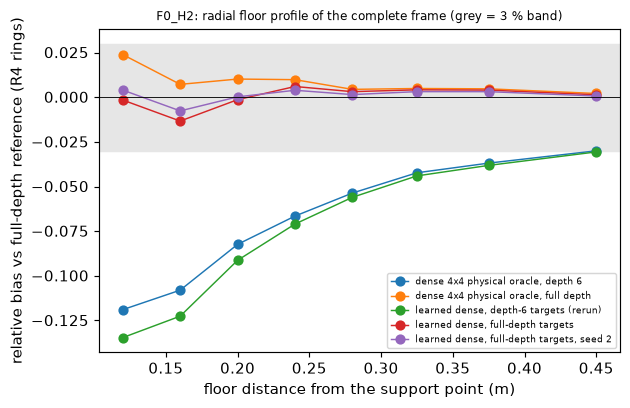 F0_H2: radial floor profile of the complete frame (grey = 3 % band)
relative bias vs full-depth reference (R4 rings)
0.025
0.000
−0.025
−0.050
−0.075
−0.100
−0.125
dense 4x4 physical oracle, depth 6
dense 4x4 physical oracle, full depth
learned dense, depth-6 targets (rerun)
learned dense, full-depth targets
learned dense, full-depth targets, seed 2
0.15
0.20
0.25
0.30
0.35
0.40
0.45
floor distance from the support point (m)